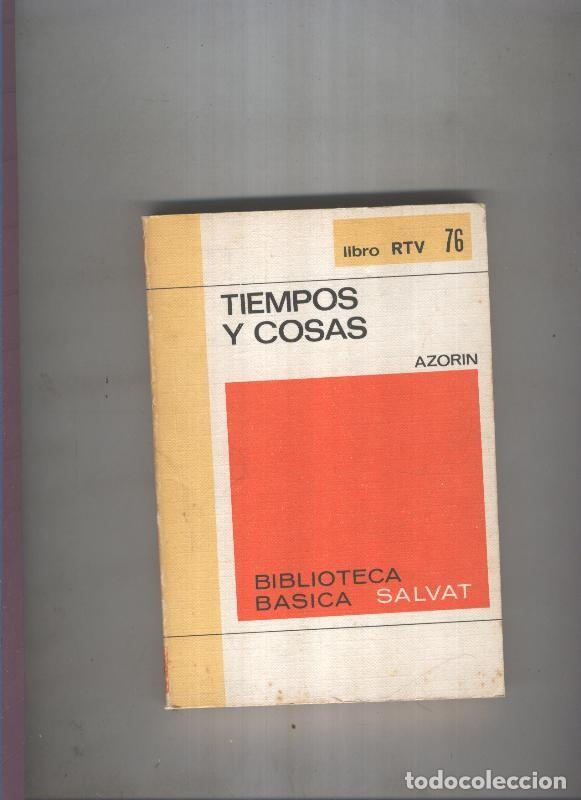 libro RTV 76
TIEMPOS
Y COSAS
AZORIN
BIBLIOTECA
BASICA SALVAT
todocoleccion